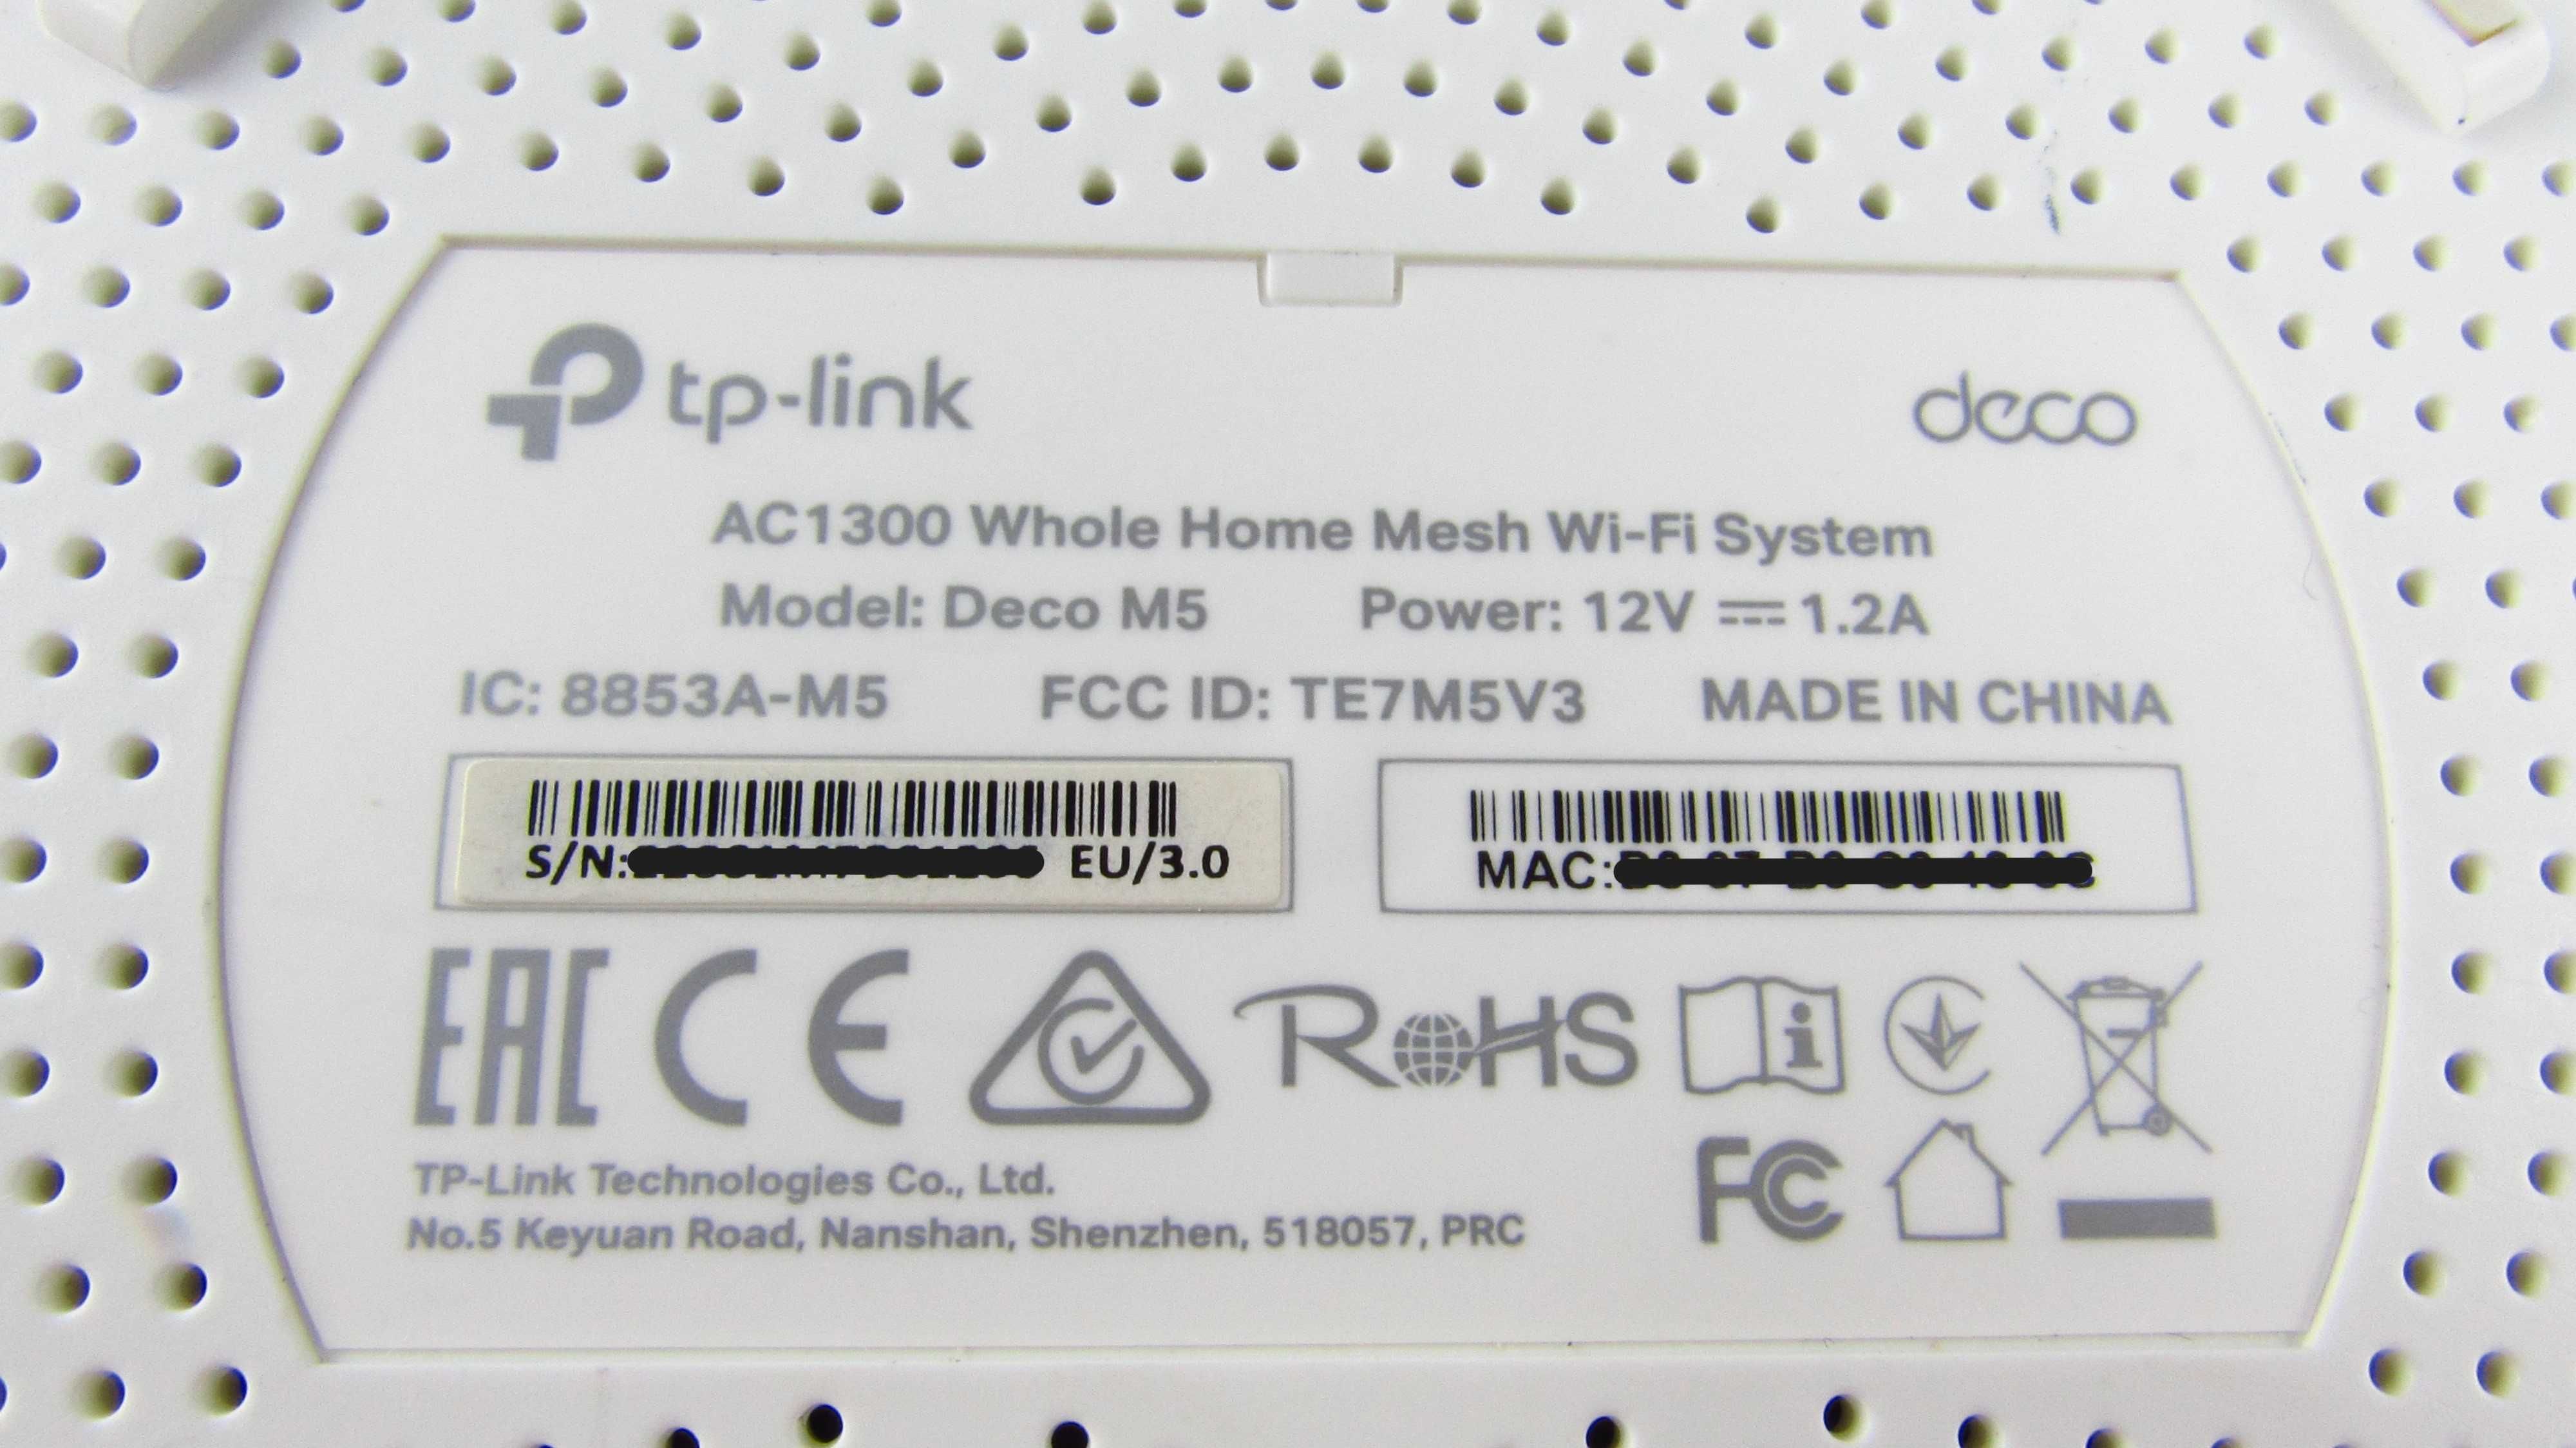 tp-link deco
AC1300 Whole Home Mesh Wi-Fi System
Model: Deco M5 Power: 12V ⎓ 1.2A
IC: 8853A-M5 FCC ID: TE7M5V3 MADE IN CHINA
S/N: EU/3.0 MAC:
EAC CE RoHS
FC
TP-Link Technologies Co., Ltd.
No.5 Keyuan Road, Nanshan, Shenzhen, 518057, PRC